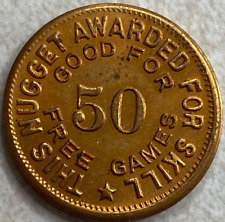 THIS NUGGET AWARDED FOR SKILL
GOOD FOR
50
FREE GAMES